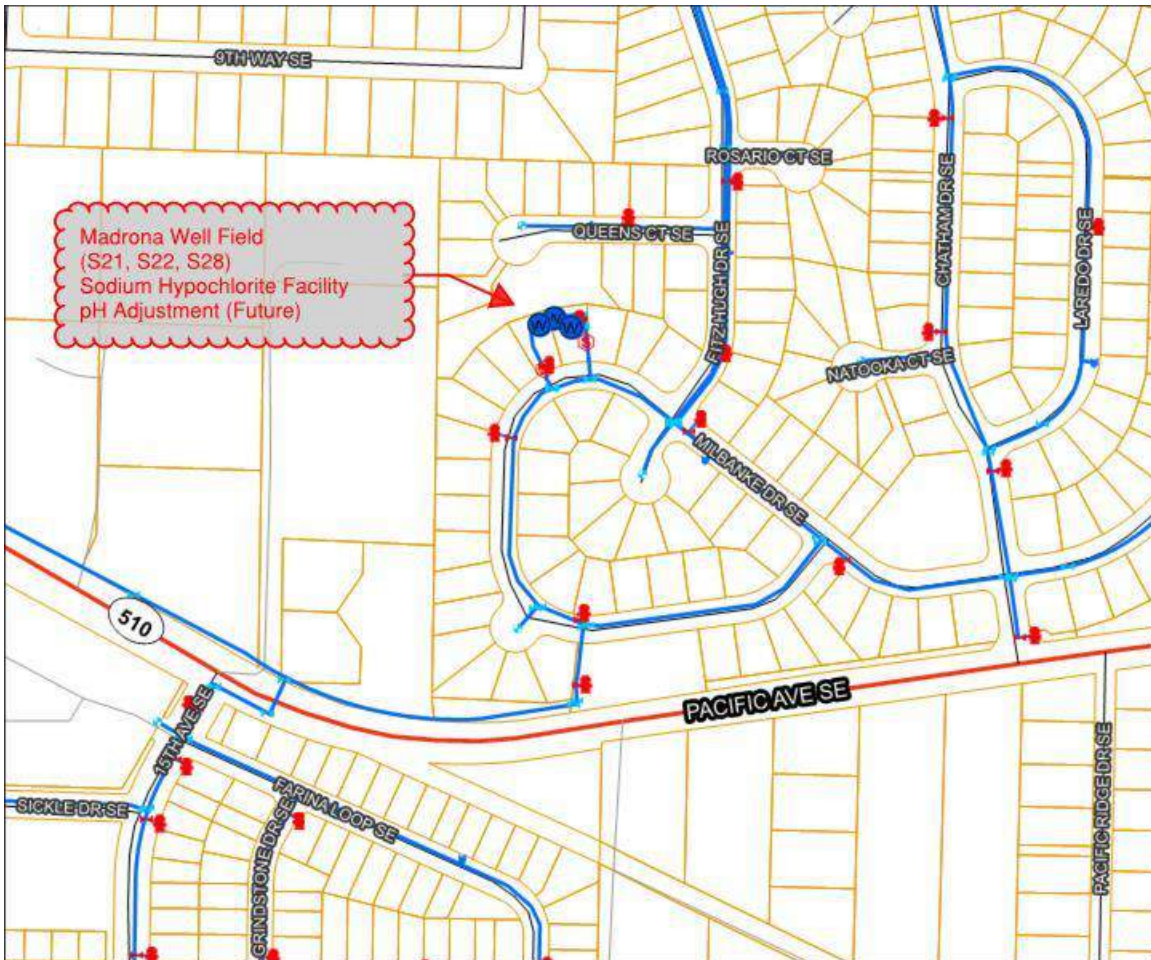 9TH WAY SE
ROSARIO CT SE
CHATHAM DR SE
Madrona Well Field
(S21, S22, S28)
Sodium Hypochlorite Facility
pH Adjustment (Future)
QUEENS CT SE
FITZ HUGH DR SE
LAREDO DR SE
W W W
NATOOKA CT SE
MILBANKE DR SE
510
PACIFIC AVE SE
15TH AVE SE
SICKLE DR SE
FARINA LOOP SE
GRINDSTONE DR SE
PACIFIC RIDGE DR SE